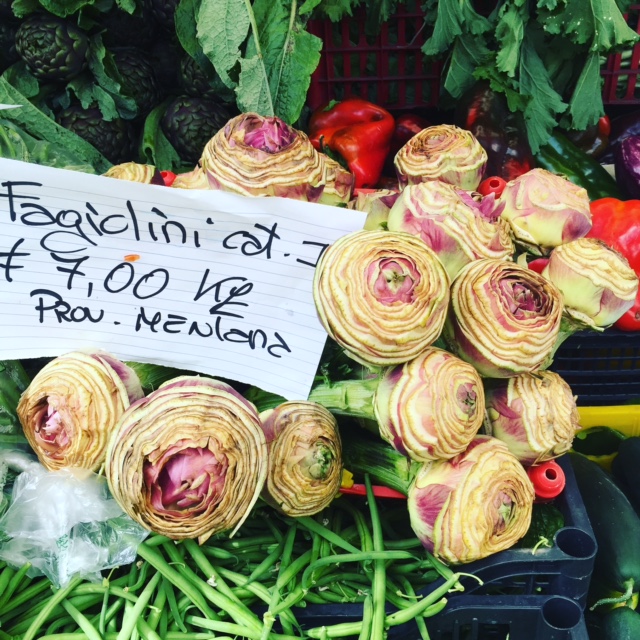 Fagiolini cat. I
€ 7,00 Kg
Prov. Mentana